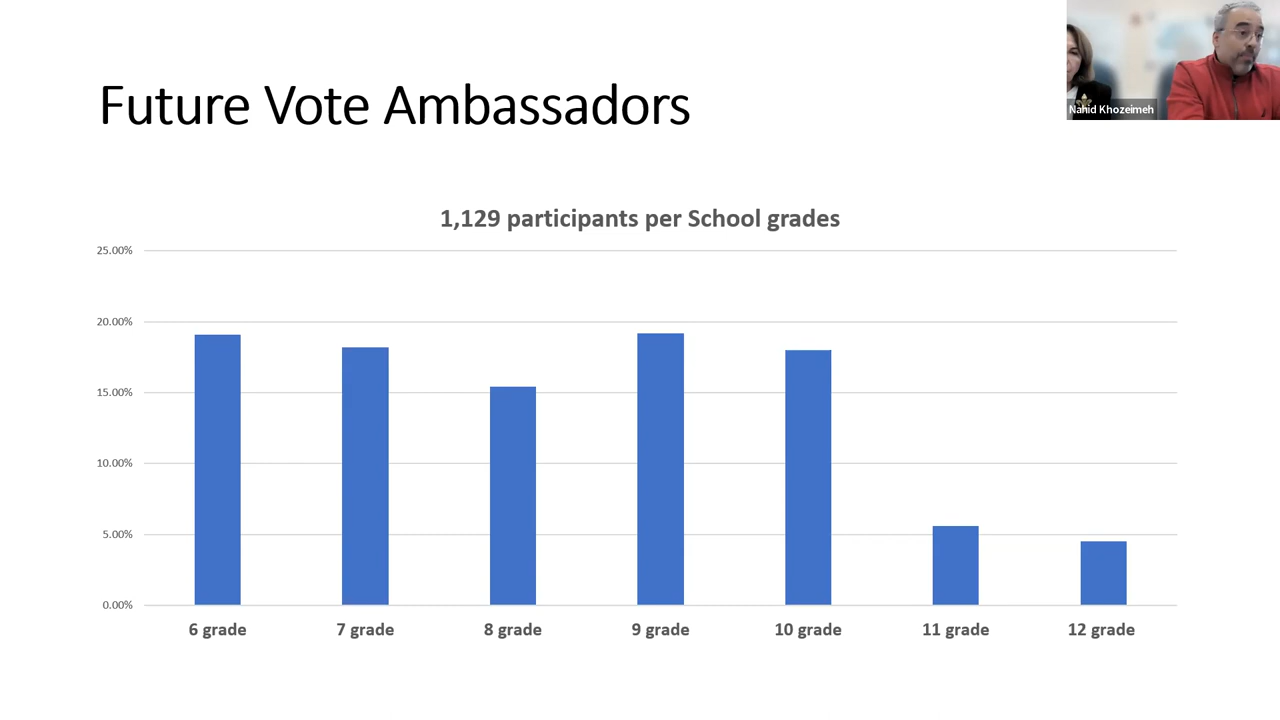 Future Vote Ambassadors
Nahid Khozeimeh
1,129 participants per School grades
25.00%
20.00%
15.00%
10.00%
5.00%
0.00%
6 grade
7 grade
8 grade
9 grade
10 grade
11 grade
12 grade